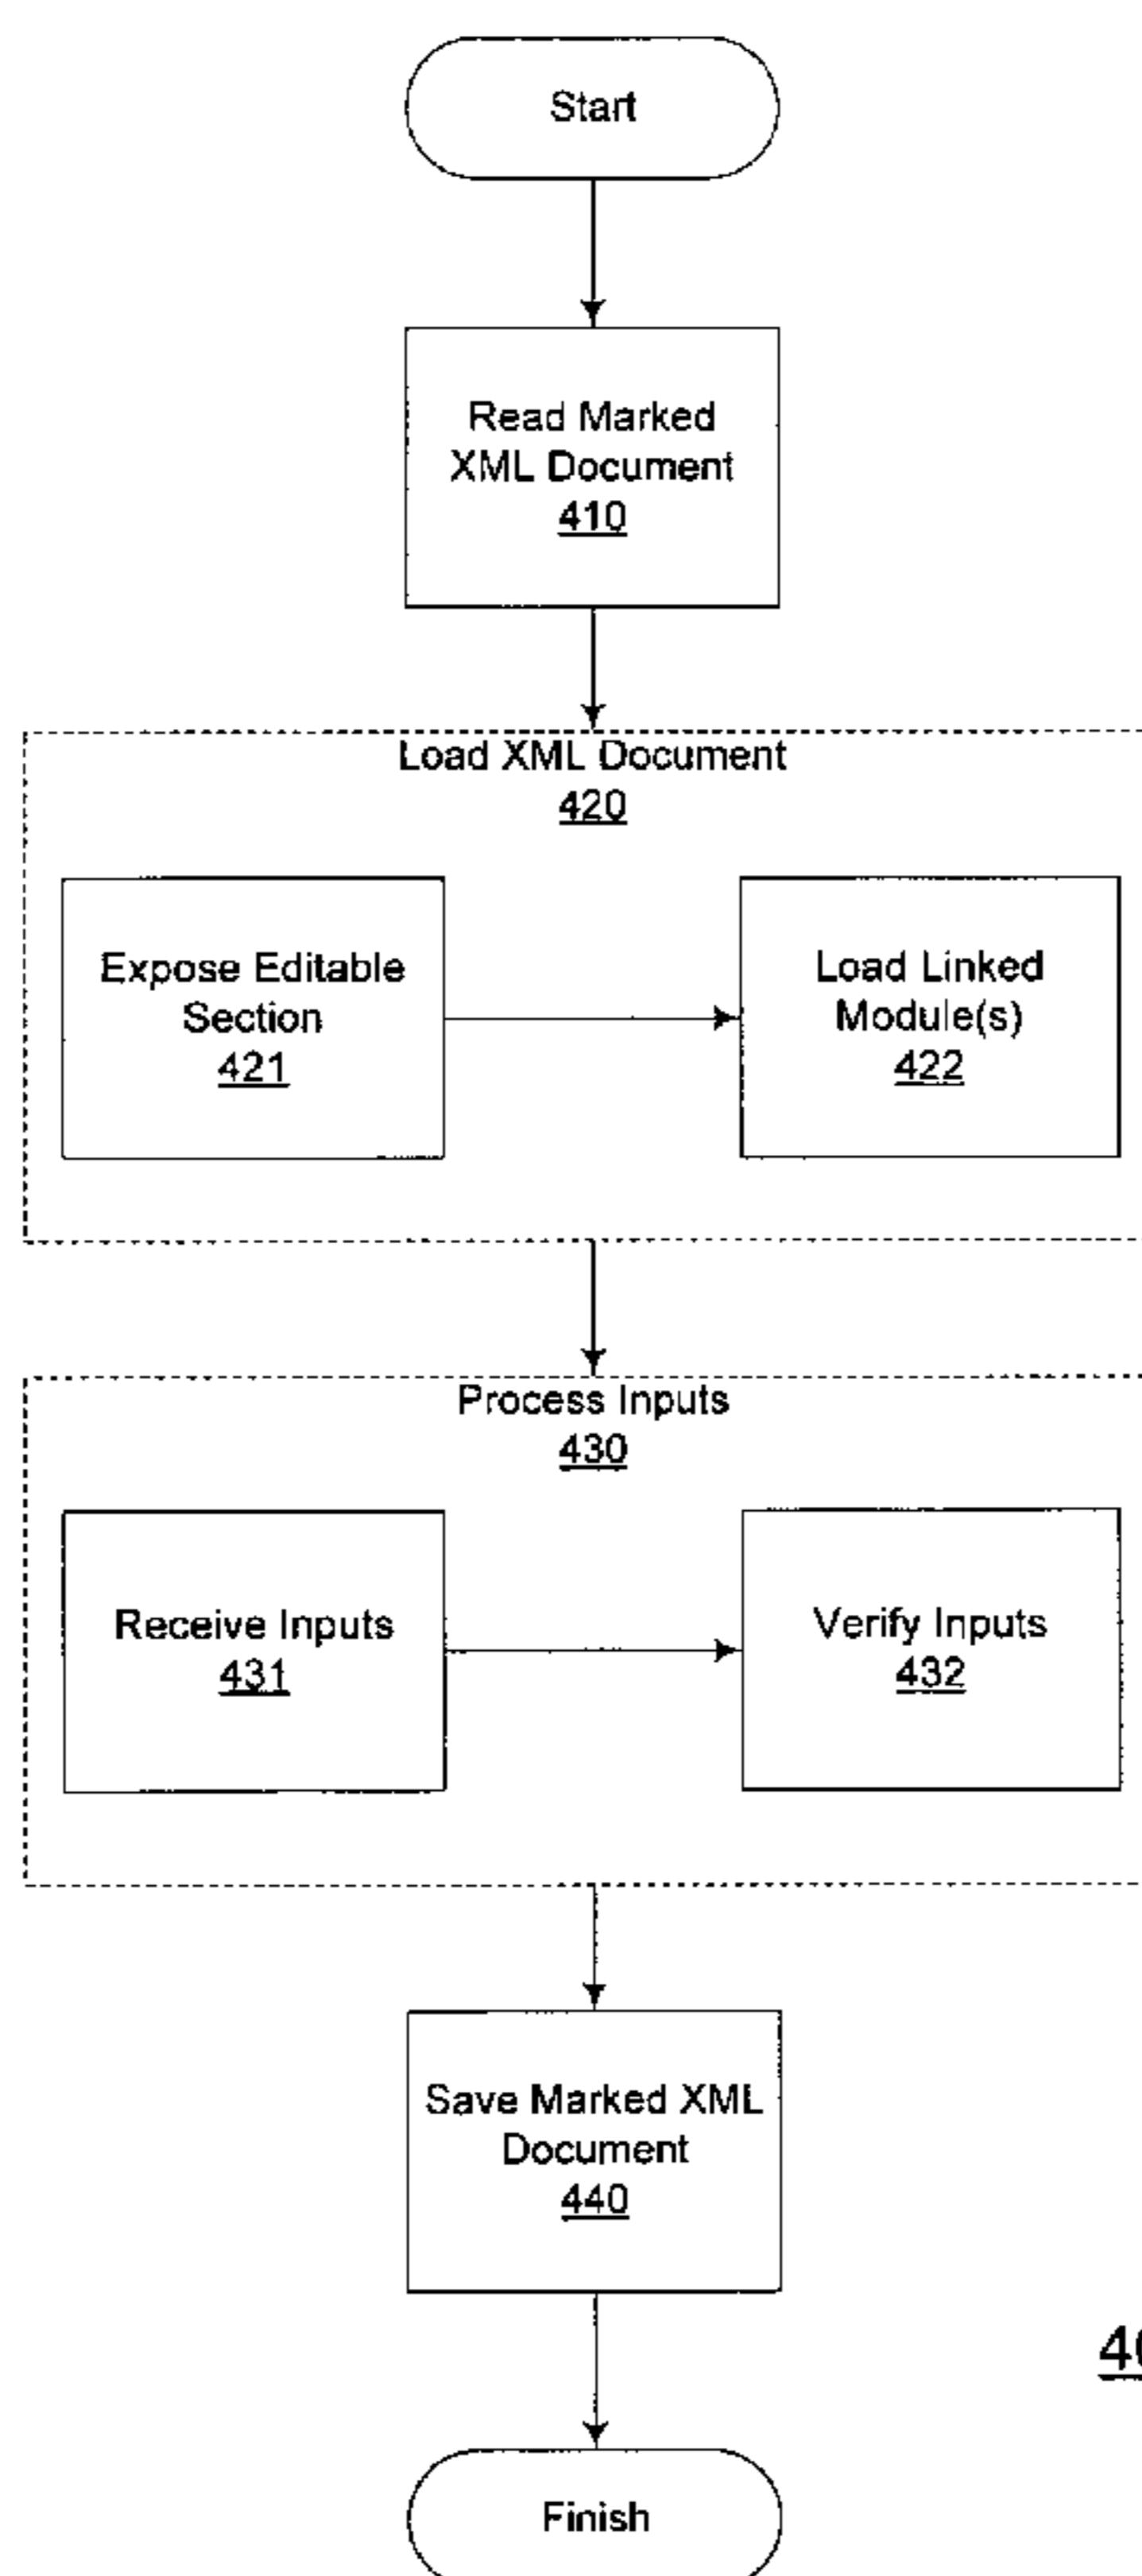 Start
Read Marked
XML Document
410
Load XML Document
420
Expose Editable
Section
421
Load Linked
Module(s)
422
Process Inputs
430
Receive Inputs
431
Verify Inputs
432
Save Marked XML
Document
440
Finish